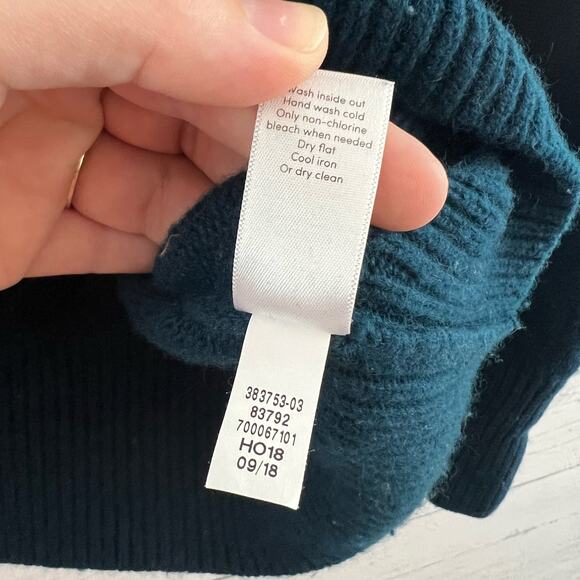 Wash inside out
Hand wash cold
Only non-chlorine
bleach when needed
Dry flat
Cool iron
Or dry clean
383753-03
83792
700067101
HO18
09/18